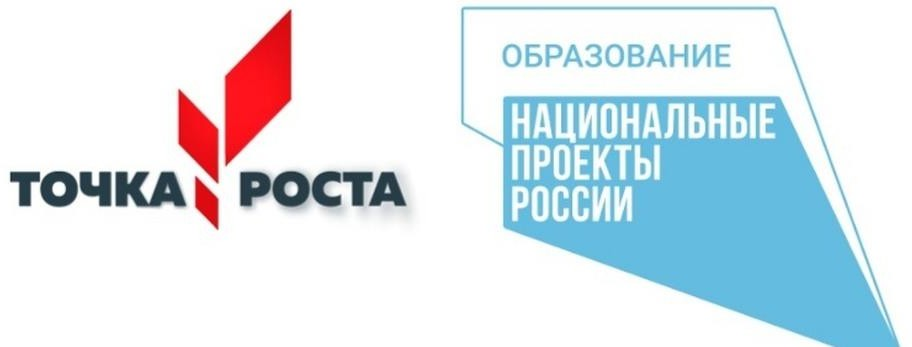 ТОЧКА РОСТА
ОБРАЗОВАНИЕ
НАЦИОНАЛЬНЫЕ
ПРОЕКТЫ
РОССИИ